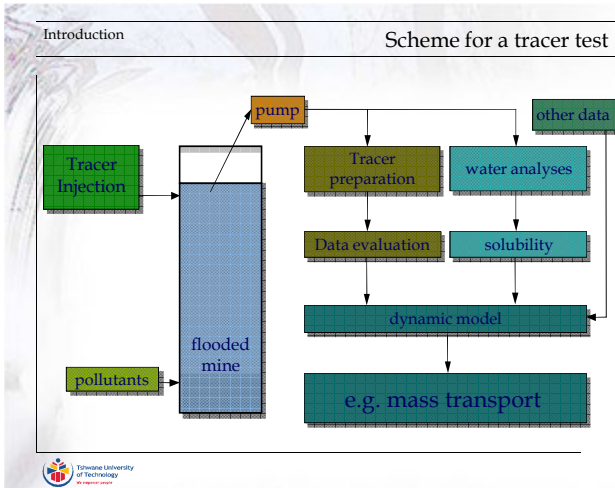 Introduction
Scheme for a tracer test
pump
other data
Tracer
Injection
Tracer
preparation
water analyses
Data evaluation
solubility
dynamic model
flooded
mine
pollutants
e.g. mass transport
Tshwane University
of Technology
We empower people